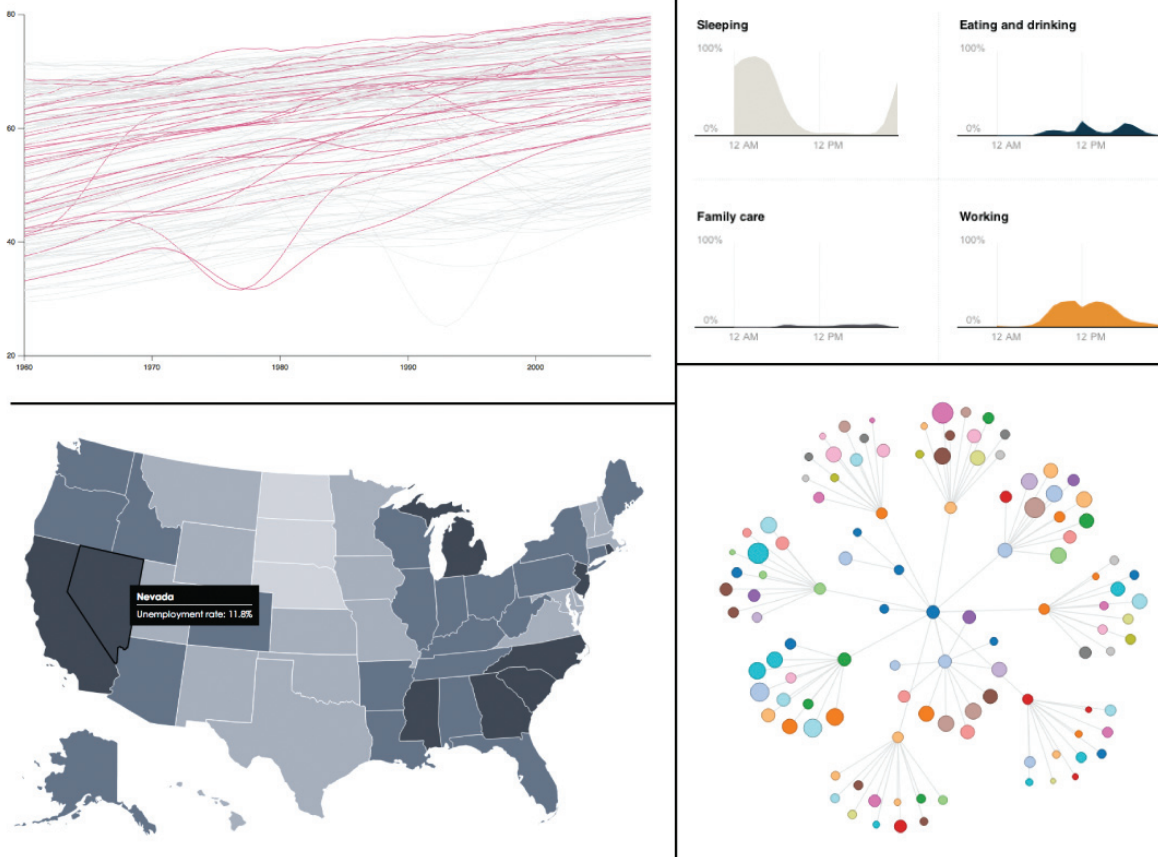 80
60
40
20
1960
1970
1980
1990
2000
Sleeping
100%
0%
12 AM
12 PM
Eating and drinking
100%
0%
12 AM
12 PM
Family care
100%
0%
12 AM
12 PM
Working
100%
0%
12 AM
12 PM
Nevada
Unemployment rate: 11.8%